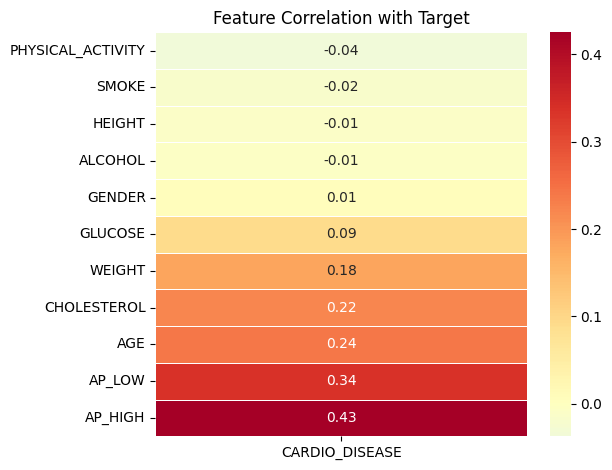 Feature Correlation with Target
PHYSICAL_ACTIVITY
-0.04
SMOKE
-0.02
HEIGHT
-0.01
ALCOHOL
-0.01
GENDER
0.01
GLUCOSE
0.09
WEIGHT
0.18
CHOLESTEROL
0.22
AGE
0.24
AP_LOW
0.34
AP_HIGH
0.43
CARDIO_DISEASE
0.4
0.3
0.2
0.1
0.0